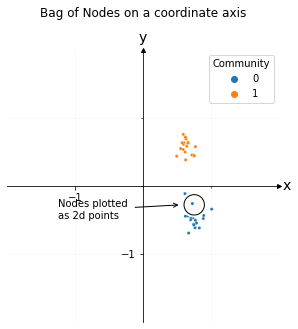 Bag of Nodes on a coordinate axis
y
Community
0
1
x
−1
Nodes plotted
as 2d points
−1